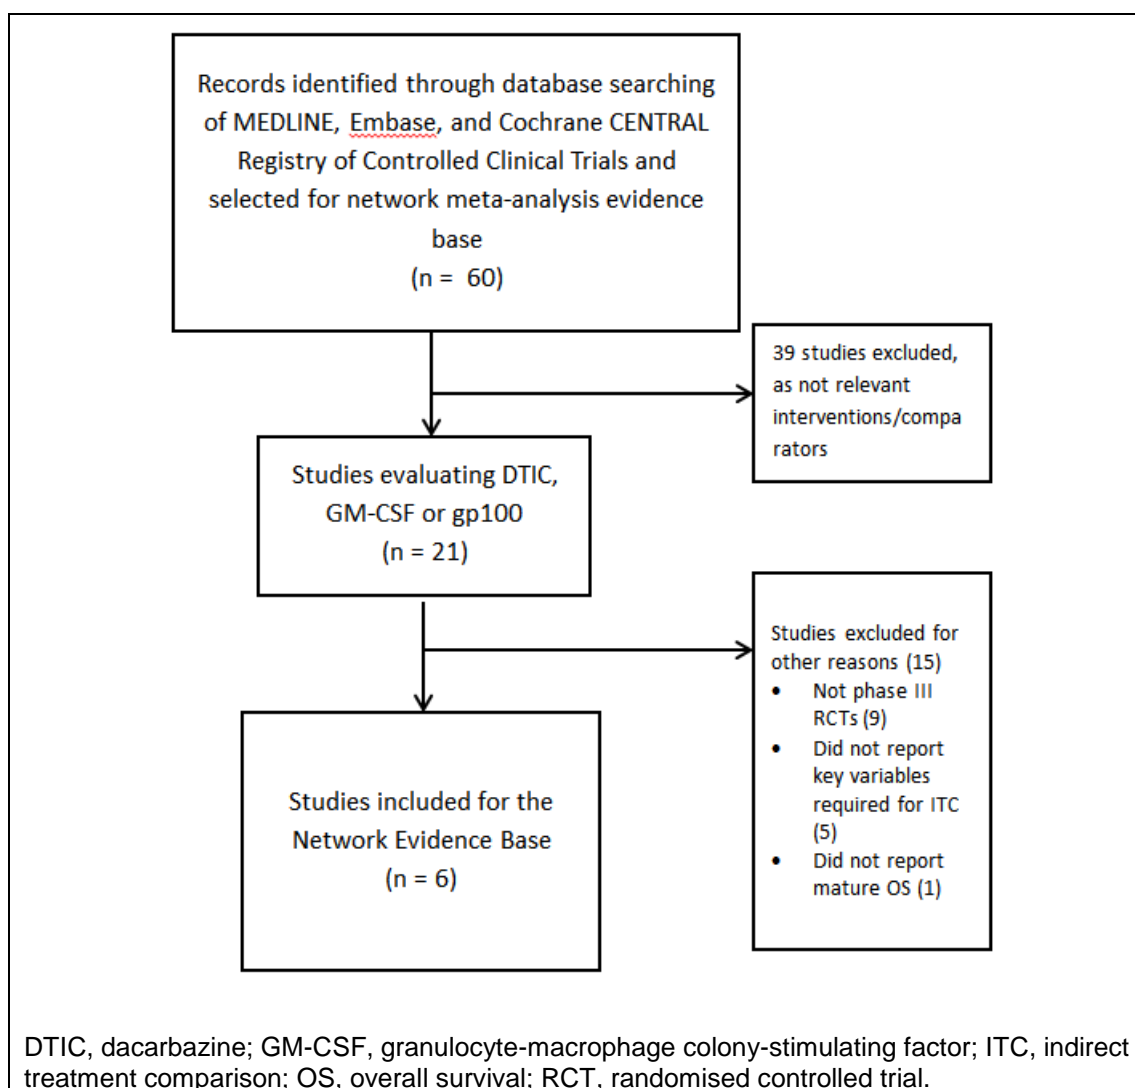 Records identified through database searching
of MEDLINE, Embase, and Cochrane CENTRAL
Registry of Controlled Clinical Trials and
selected for network meta-analysis evidence
base
(n =  60)
39 studies excluded,
as not relevant
interventions/compa
rators
Studies evaluating DTIC,
GM-CSF or gp100
(n = 21)
Studies excluded for
other reasons (15)
• Not phase III
RCTs (9)
• Did not report
key variables
required for ITC
(5)
• Did not report
mature OS (1)
Studies included for the
Network Evidence Base
(n = 6)
DTIC, dacarbazine; GM-CSF, granulocyte-macrophage colony-stimulating factor; ITC, indirect
treatment comparison; OS, overall survival; RCT, randomised controlled trial.